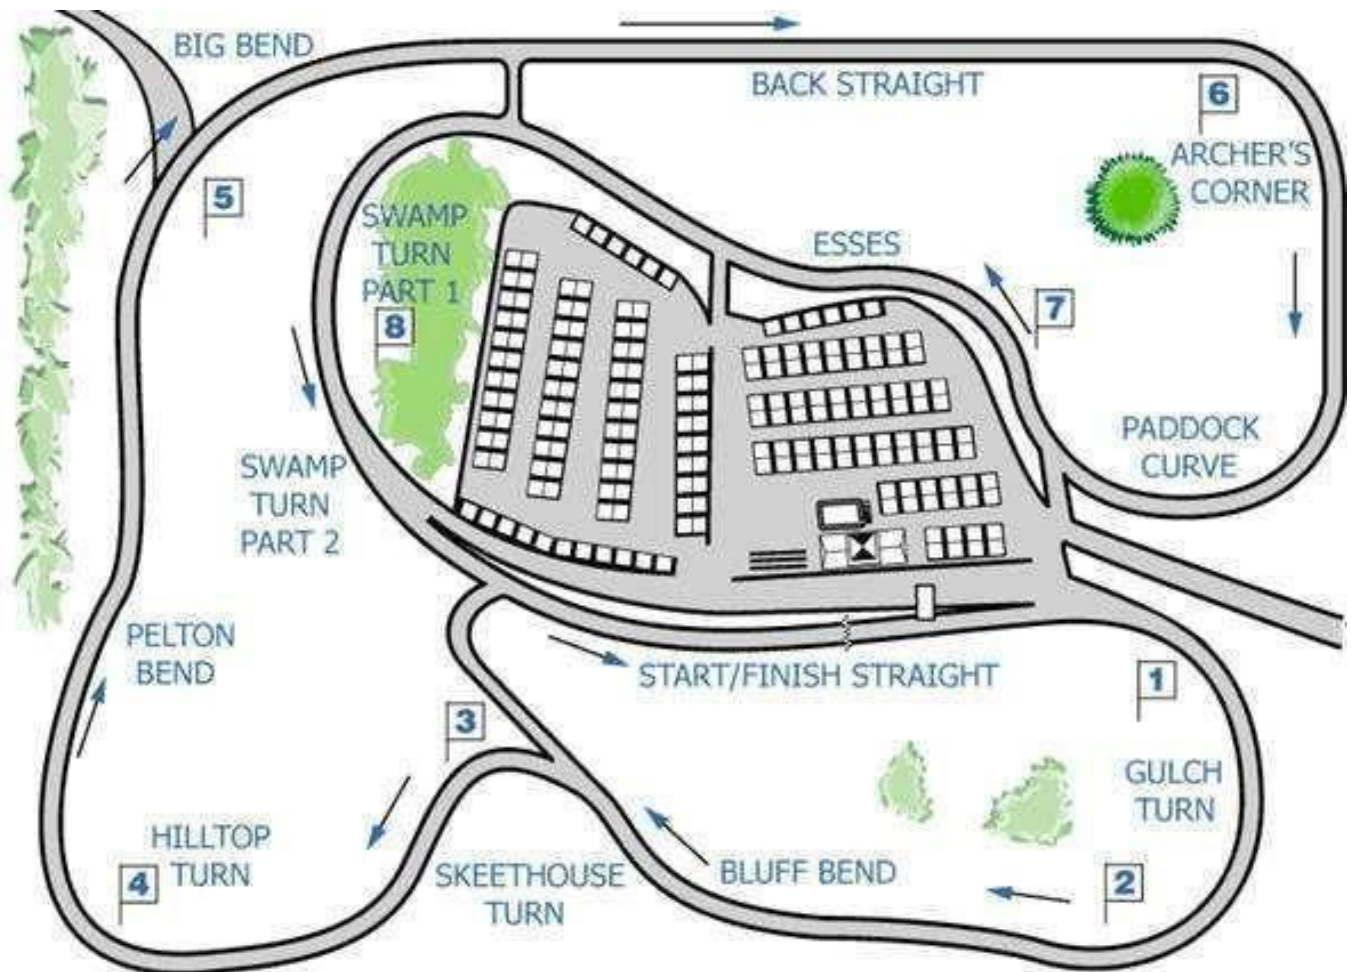 BIG BEND
BACK STRAIGHT
6
ARCHER'S
CORNER
5
SWAMP
TURN
PART 1
ESSES
7
8
PADDOCK
CURVE
SWAMP
TURN
PART 2
PELTON
BEND
START/FINISH STRAIGHT
1
3
GULCH
TURN
HILLTOP
TURN
4
SKEETHOUSE
TURN
BLUFF BEND
2